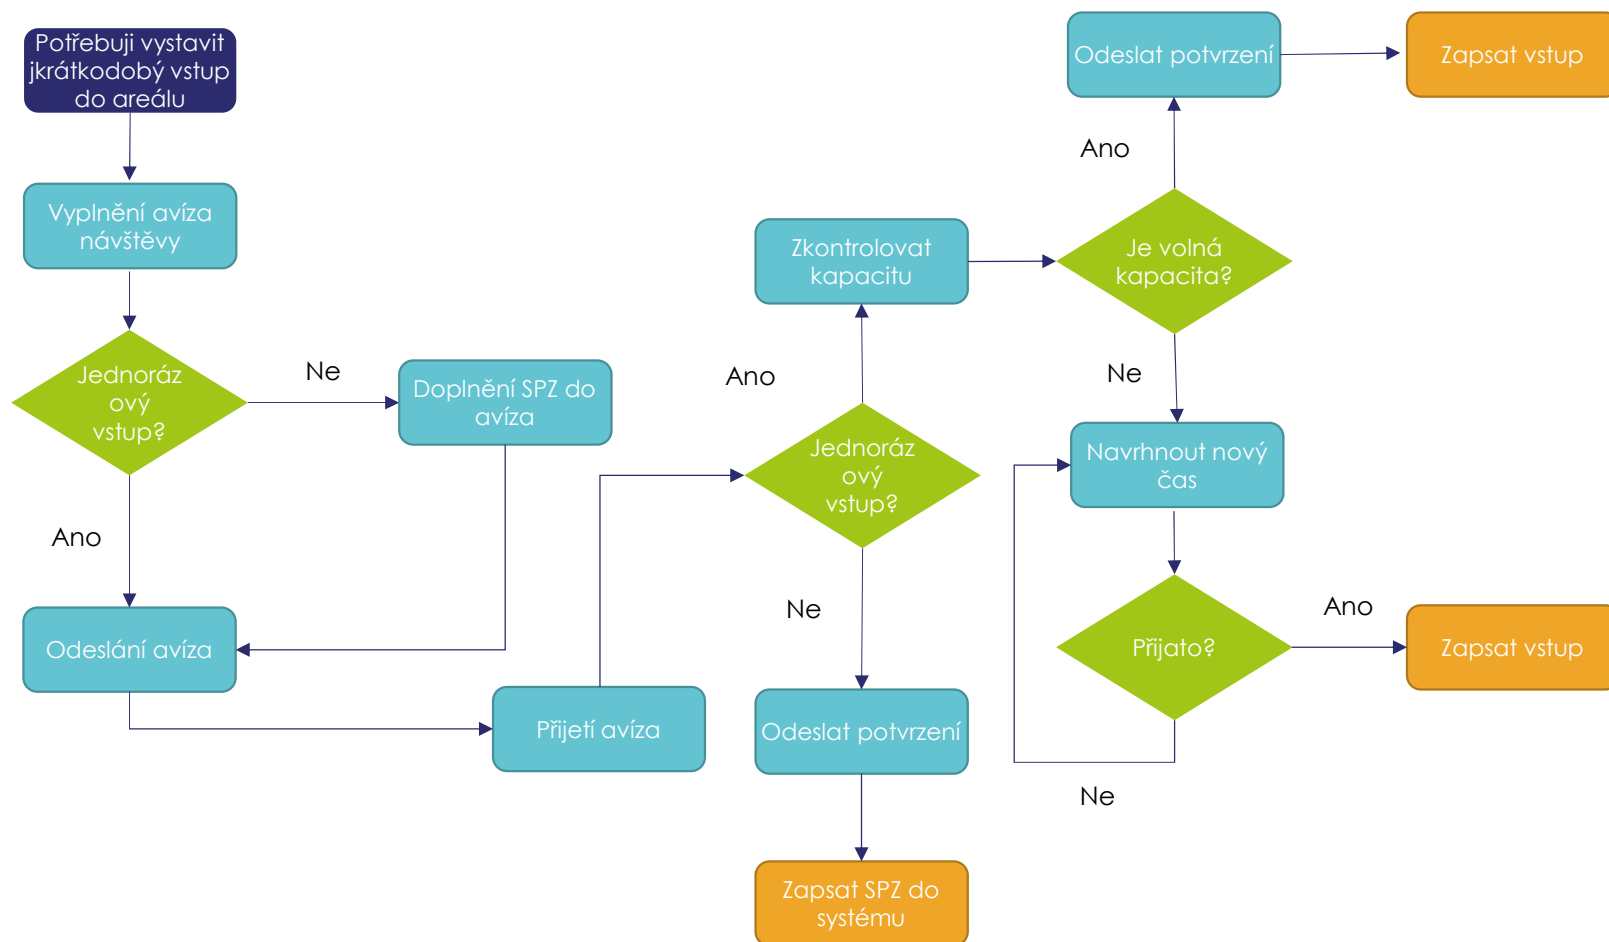 Potřebuji vystavit
jkrátkodobý vstup
do areálu
Vyplnění avíza
návštěvy
Jednoráz
ový
vstup?
Ne
Doplnění SPZ do
avíza
Ano
Odeslání avíza
Přijetí avíza
Jednoráz
ový
vstup?
Ano
Zkontrolovat
kapacitu
Je volná
kapacita?
Ano
Odeslat potvrzení
Zapsat vstup
Ne
Navrhnout nový
čas
Přijato?
Ano
Zapsat vstup
Ne
Ne
Odeslat potvrzení
Zapsat SPZ do
systému